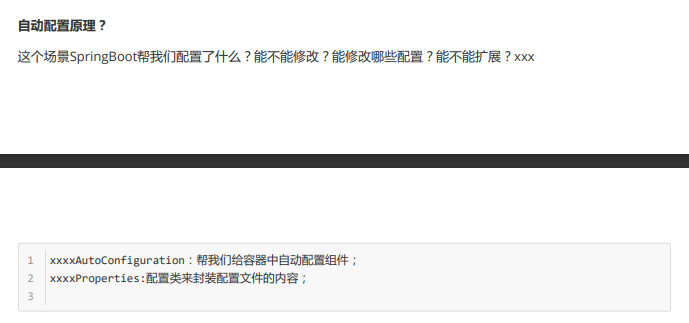 自动配置原理？
这个场景SpringBoot帮我们配置了什么？能不能修改？能修改哪些配置？能不能扩展？xxx
1 xxxxAutoConfiguration：帮我们给容器中自动配置组件；
2 xxxxProperties:配置类来封装配置文件的内容；
3